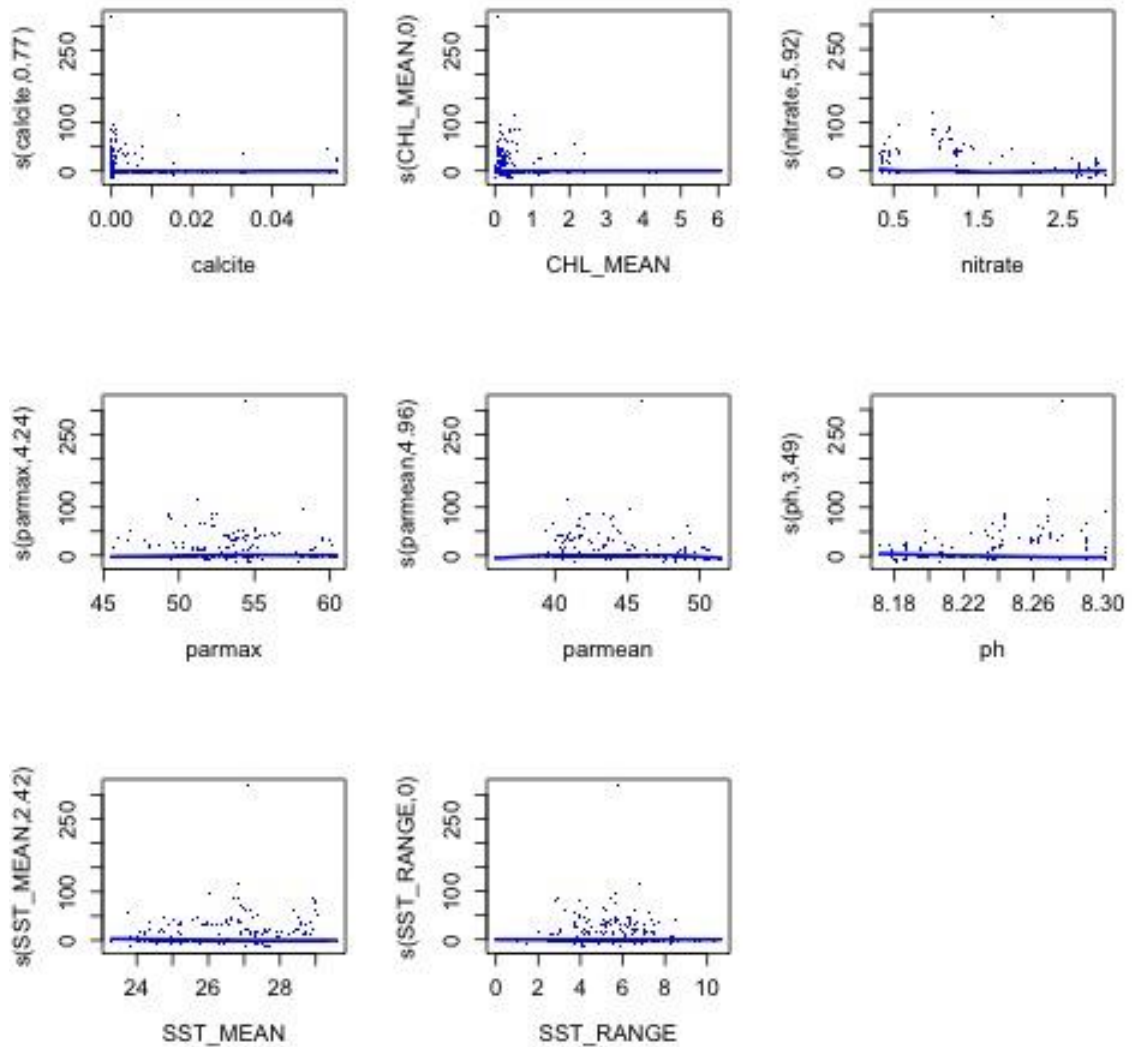 s(calcite,0.77)
250
100
0
0.00 0.02 0.04
calcite
s(CHL_MEAN,0)
250
100
0
0 1 2 3 4 5 6
CHL_MEAN
s(nitrate,5.92)
250
100
0
0.5 1.5 2.5
nitrate
s(parmax,4.24)
250
100
0
45 50 55 60
parmax
s(parmean,4.96)
250
100
0
40 45 50
parmean
s(ph,3.49)
250
100
0
8.18 8.22 8.26 8.30
ph
s(SST_MEAN,2.42)
250
100
0
24 26 28
SST_MEAN
s(SST_RANGE,0)
250
100
0
0 2 4 6 8 10
SST_RANGE